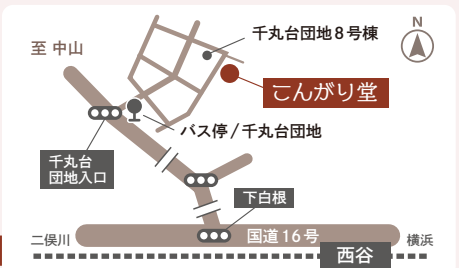 N
千丸台団地8号棟
至 中山
こんがり堂
バス停/千丸台団地
千丸台
団地入口
下白根
二俣川
国道16号
横浜
西谷